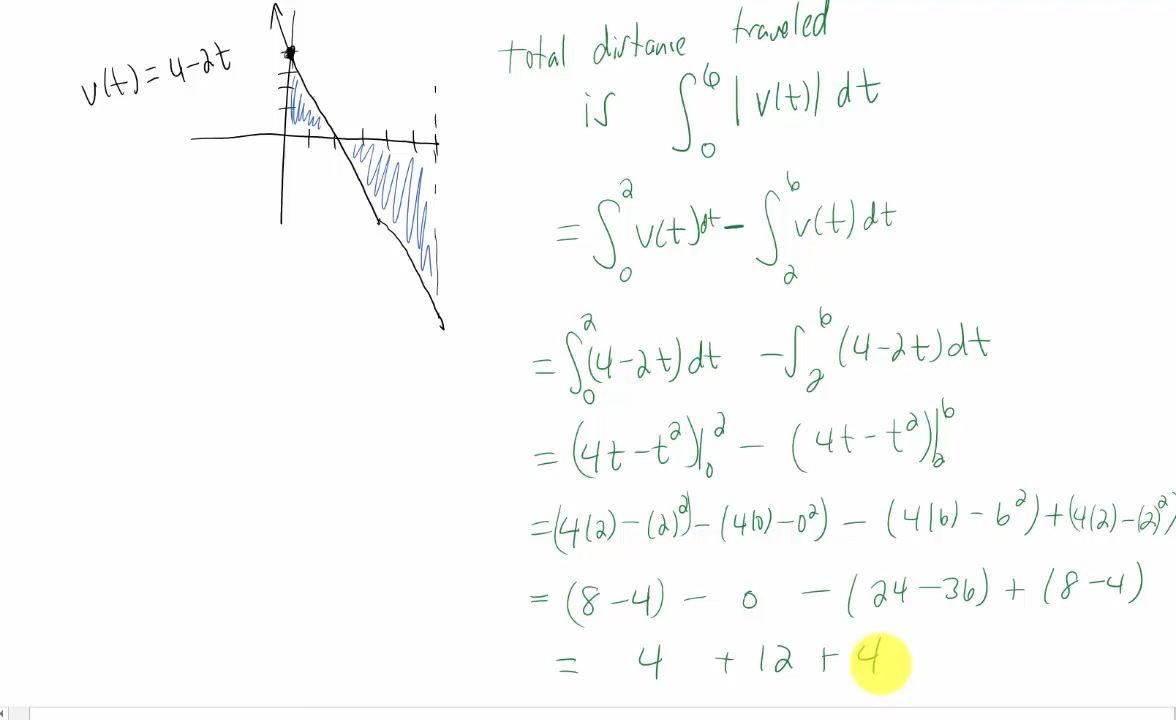 v(t) = 4-2t
total distance traveled
is ∫₀⁶ |v(t)| dt
= ∫₀² v(t)dt - ∫₂⁶ v(t) dt
= ∫₀² (4-2t) dt - ∫₂⁶ (4-2t) dt
= (4t - t²)|₀² - (4t - t²)|₂⁶
= (4(2) - (2)²) - (4(0) - 0²) - (4(6) - 6²) + (4(2) - (2)²)
= (8-4) - 0 - (24-36) + (8-4)
= 4 + 12 + 4